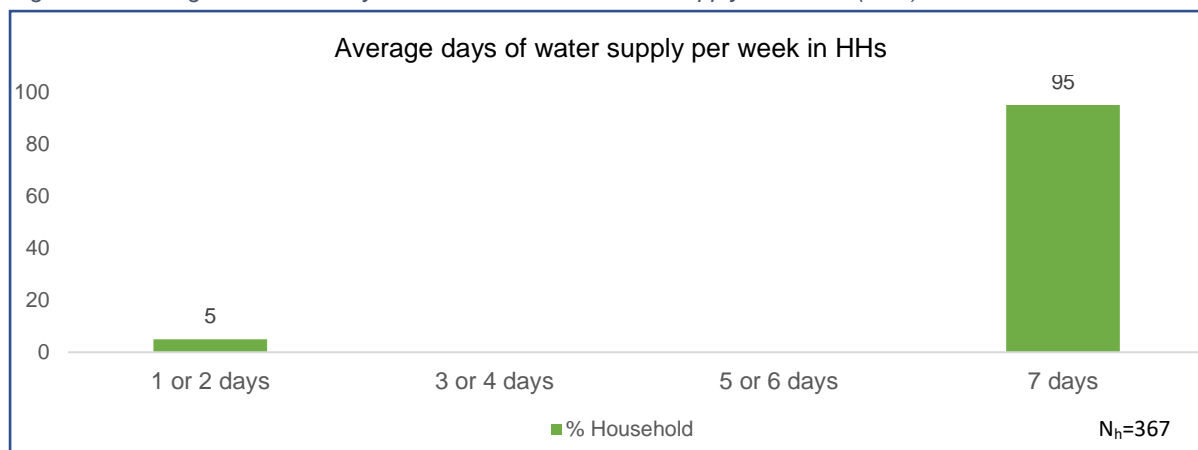 Average days of water supply per week in HHs
100
80
60
40
20
0
5
95
1 or 2 days 3 or 4 days 5 or 6 days 7 days
% Household
Nₕ=367